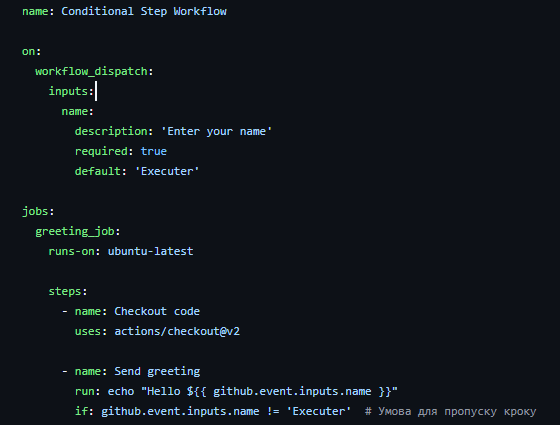 name: Conditional Step Workflow
on:
workflow_dispatch:
inputs:
name:
description: 'Enter your name'
required: true
default: 'Executer'
jobs:
greeting_job:
runs-on: ubuntu-latest
steps:
- name: Checkout code
uses: actions/checkout@v2
- name: Send greeting
run: echo "Hello ${{ github.event.inputs.name }}"
if: github.event.inputs.name != 'Executer'  # Умова для пропуску кроку